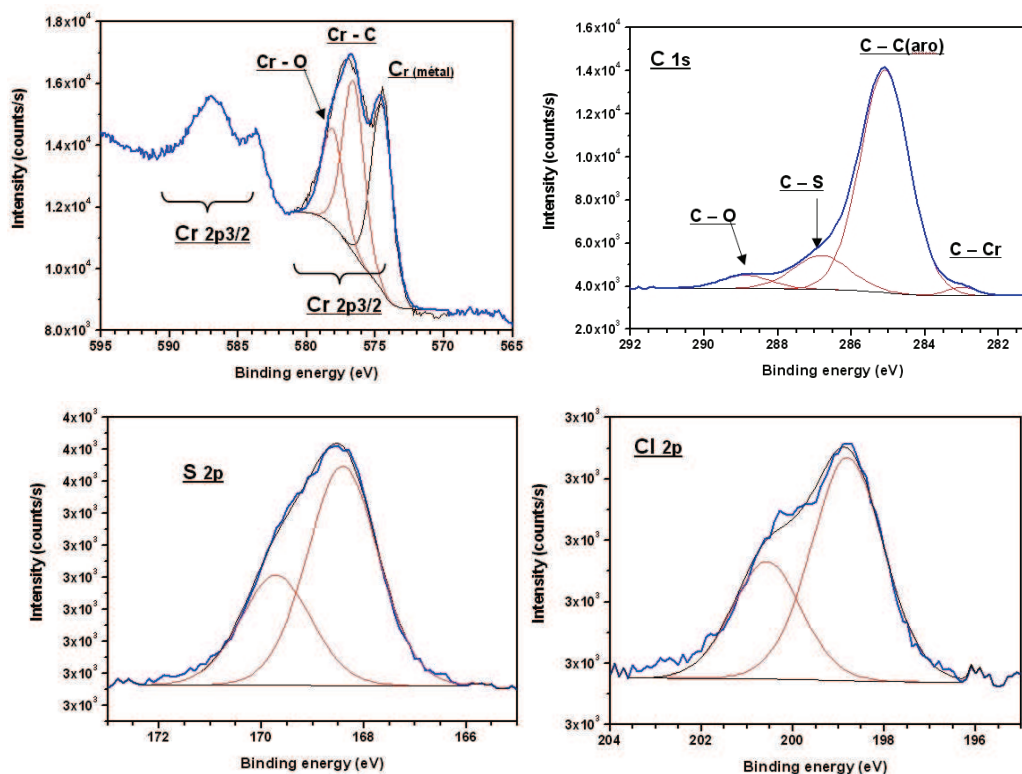 1.8x10⁴
1.6x10⁴
1.4x10⁴
1.2x10⁴
1.0x10⁴
8.0x10³
Intensity (counts/s)
Cr - C
Cr - O
Cr (métal)
Cr 2p3/2
Cr 2p3/2
595 590 585 580 575 570 565
Binding energy (eV)
1.6x10⁴
1.4x10⁴
1.2x10⁴
1.0x10⁴
8.0x10³
6.0x10³
4.0x10³
2.0x10³
Intensity (counts/s)
C 1s
C – C(aro)
C – S
C – O
C – Cr
292 290 288 286 284 282
Binding energy (eV)
4x10³
4x10³
4x10³
3x10³
3x10³
3x10³
3x10³
3x10³
3x10³
3x10³
Intensity (counts/s)
S 2p
172 170 168 166
Binding energy (eV)
3x10³
3x10³
3x10³
3x10³
3x10³
3x10³
Intensity (counts/s)
Cl 2p
204 202 200 198 196
Binding energy (eV)